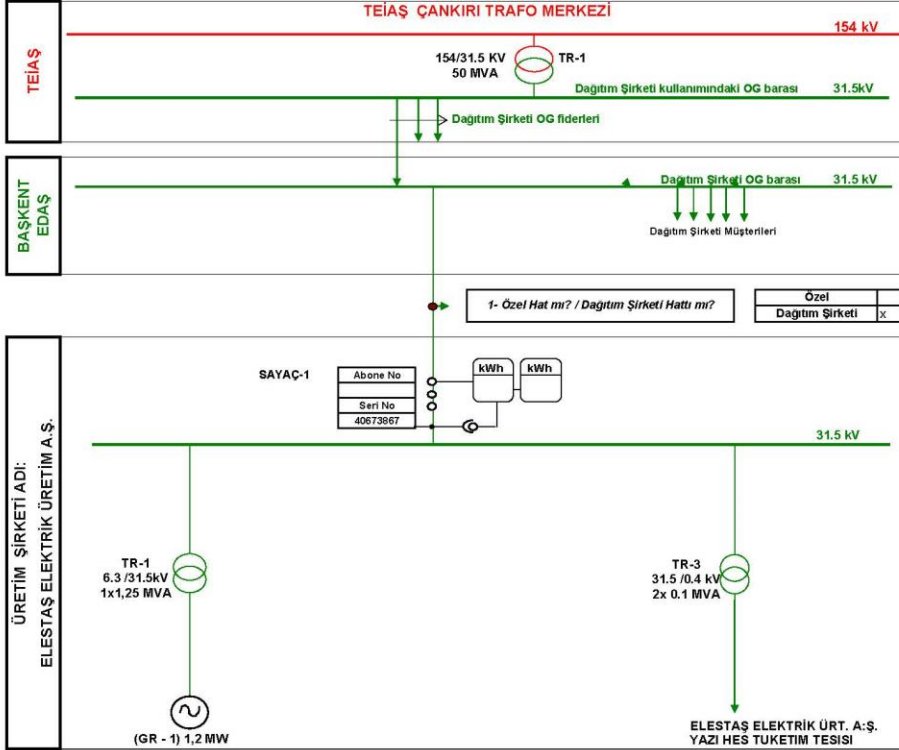 TEİAŞ ÇANKIRI TRAFO MERKEZİ
154 kV
TEİAŞ
154/31.5 KV
50 MVA
TR-1
Dağıtım Şirketi kullanımındaki OG barası
31.5kV
Dağıtım Şirketi OG fiderleri
BAŞKENT
EDAŞ
Dağıtım Şirketi OG barası
31.5 kV
Dağıtım Şirketi Müşterileri
1- Özel Hat mı? / Dağıtım Şirketi Hattı mı?
Özel
Dağıtım Şirketi x
ÜRETİM ŞİRKETİ ADI:
ELESTAŞ ELEKTRİK ÜRETİM A.Ş.
SAYAÇ-1
Abone No
Seri No
40673867
kWh
kWh
31.5 kV
TR-1
6.3 /31.5kV
1x1,25 MVA
TR-3
31.5 /0.4 kV
2x 0.1 MVA
(GR - 1) 1,2 MW
ELESTAŞ ELEKTRİK ÜRT. A:Ş.
YAZI HES TUKETIM TESISI